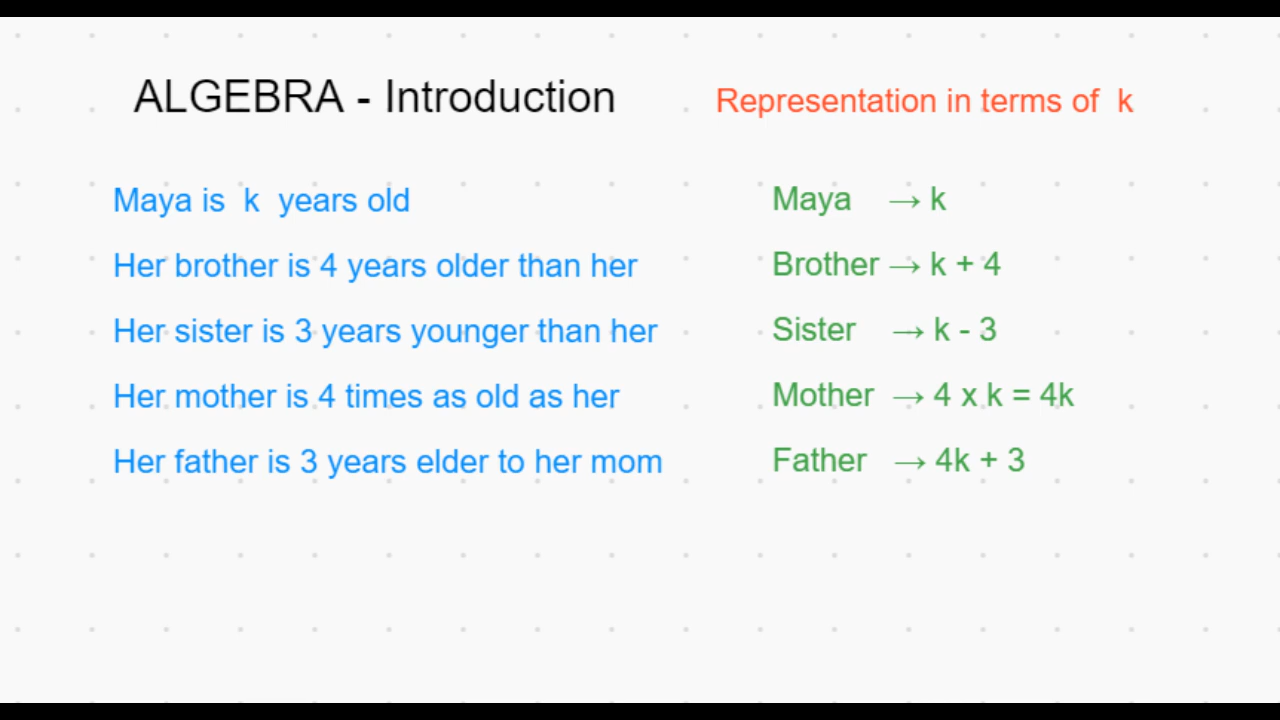 ALGEBRA - Introduction
Representation in terms of k
Maya is k years old
Maya → k
Her brother is 4 years older than her
Brother → k + 4
Her sister is 3 years younger than her
Sister → k - 3
Her mother is 4 times as old as her
Mother → 4 x k = 4k
Her father is 3 years elder to her mom
Father → 4k + 3